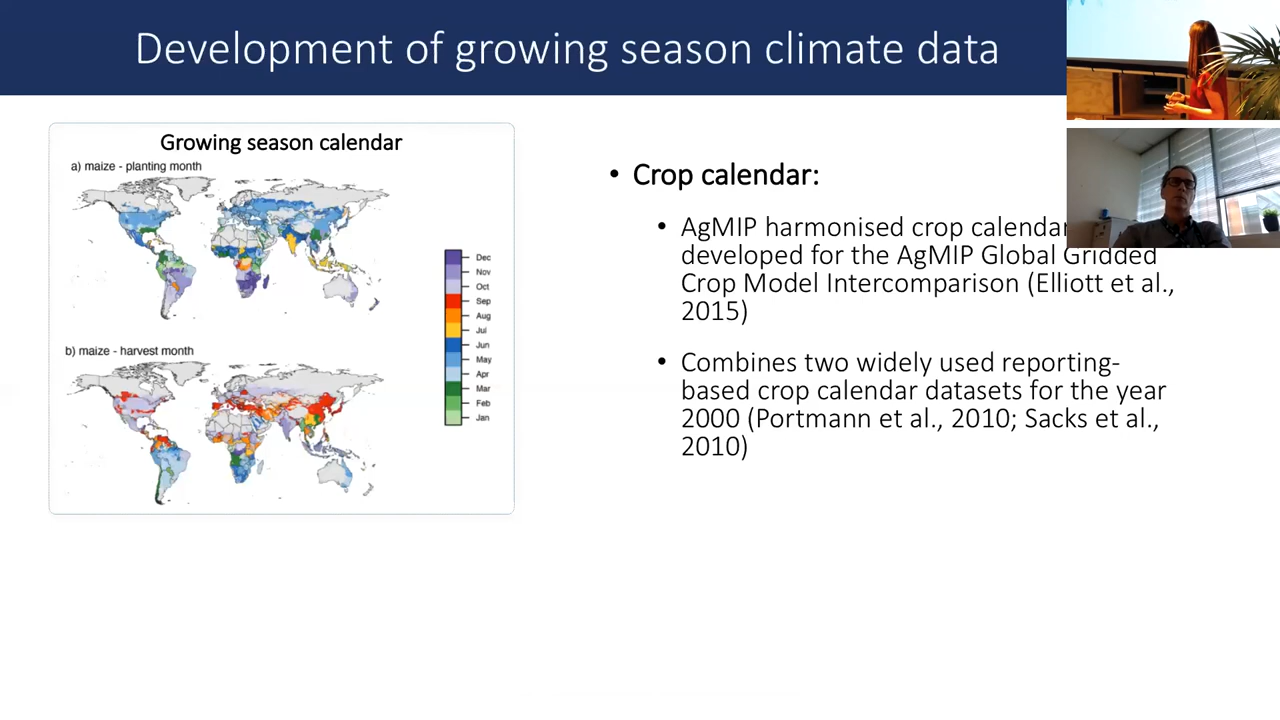 Development of growing season climate data
Growing season calendar
a) maize - planting month
Dec
Nov
Oct
Sep
Aug
Jul
Jun
May
Apr
Mar
Feb
Jan
b) maize - harvest month
• Crop calendar:
• AgMIP harmonised crop calendar
developed for the AgMIP Global Gridded
Crop Model Intercomparison (Elliott et al.,
2015)
• Combines two widely used reporting-
based crop calendar datasets for the year
2000 (Portmann et al., 2010; Sacks et al.,
2010)